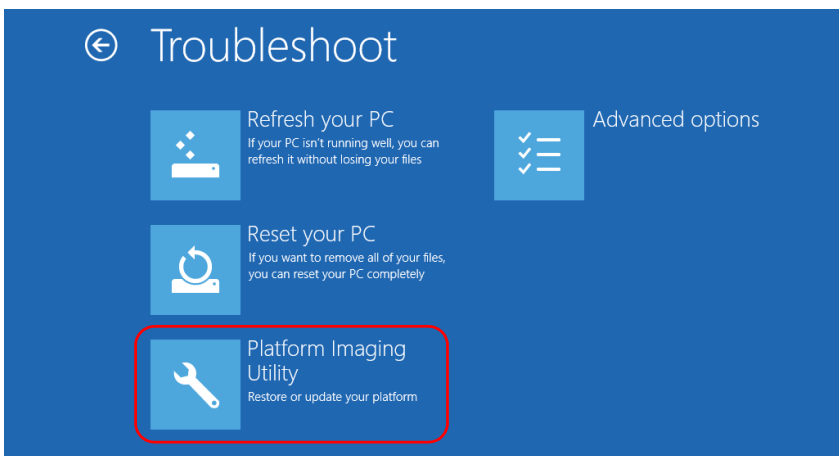 Troubleshoot
Refresh your PC
If your PC isn't running well, you can
refresh it without losing your files
Advanced options
Reset your PC
If you want to remove all of your files,
you can reset your PC completely
Platform Imaging
Utility
Restore or update your platform